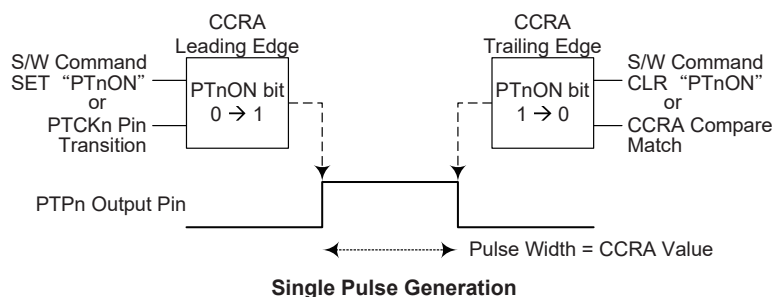 CCRA
Leading Edge
S/W Command
SET “PTnON”
or
PTCKn Pin
Transition
PTnON bit
0 → 1
CCRA
Trailing Edge
PTnON bit
1 → 0
S/W Command
CLR “PTnON”
or
CCRA Compare
Match
PTPn Output Pin
Pulse Width = CCRA Value
Single Pulse Generation